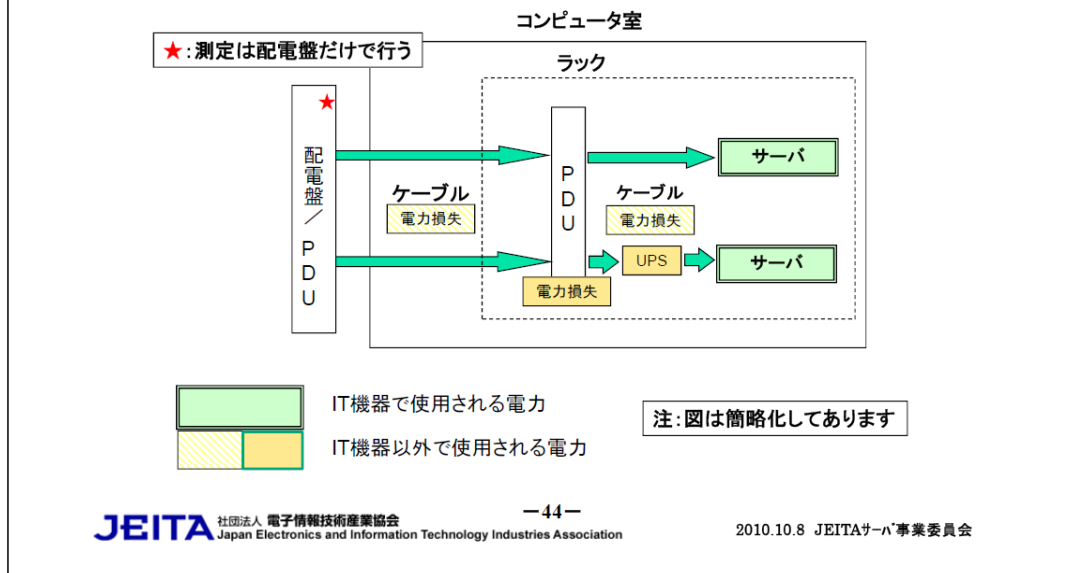 コンピュータ室
★:測定は配電盤だけで行う
ラック
配電盤/PDU
PDU
サーバ
ケーブル
電力損失
ケーブル
電力損失
UPS
サーバ
電力損失
IT機器で使用される電力
注:図は簡略化してあります
IT機器以外で使用される電力
JEITA 社団法人 電子情報技術産業協会
Japan Electronics and Information Technology Industries Association
-44-
2010.10.8 JEITAサーバ事業委員会